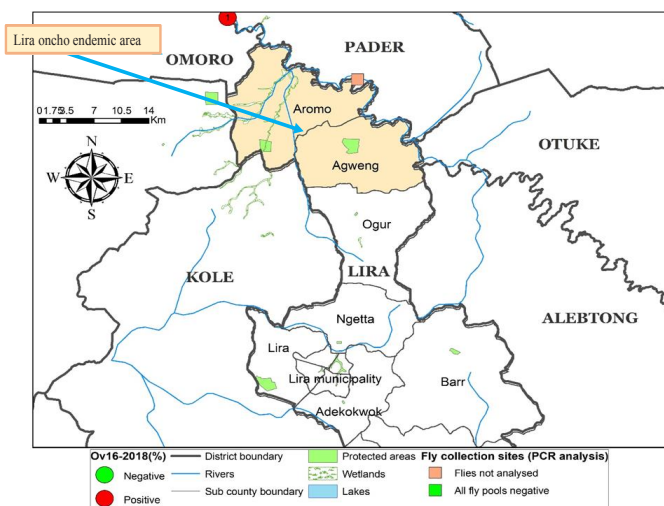 1
Lira oncho endemic area
PADER
OMORO
01.753.5 7 10.5 14
Km
Aromo
N
W E
S
OTUKE
Agweng
Ogur
KOLE
LIRA
Ngetta
ALEBTONG
Lira
Lira municipality
Barr
Adekokwok
Ov16-2018(%)
Negative
Positive
District boundary
Rivers
Sub county boundary
Protected areas
Wetlands
Lakes
Fly collection sites (PCR analysis)
Flies not analysed
All fly pools negative